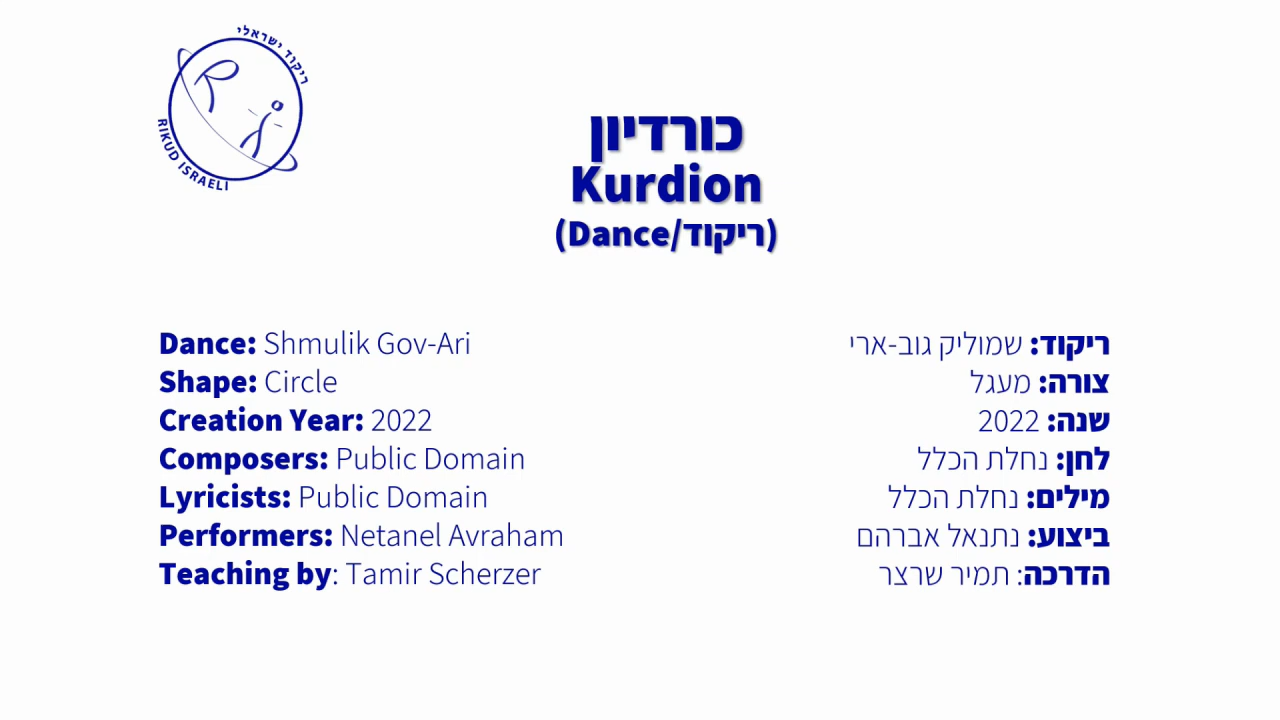 ריקוד ישראלי
RIKUD ISRAELI
כורדיון
Kurdion
(Dance/ריקוד)
Dance: Shmulik Gov-Ari
Shape: Circle
Creation Year: 2022
Composers: Public Domain
Lyricists: Public Domain
Performers: Netanel Avraham
Teaching by: Tamir Scherzer
ריקוד: שמוליק גוב-ארי
צורה: מעגל
שנה: 2022
לחן: נחלת הכלל
מילים: נחלת הכלל
ביצוע: נתנאל אברהם
הדרכה: תמיר שרצר